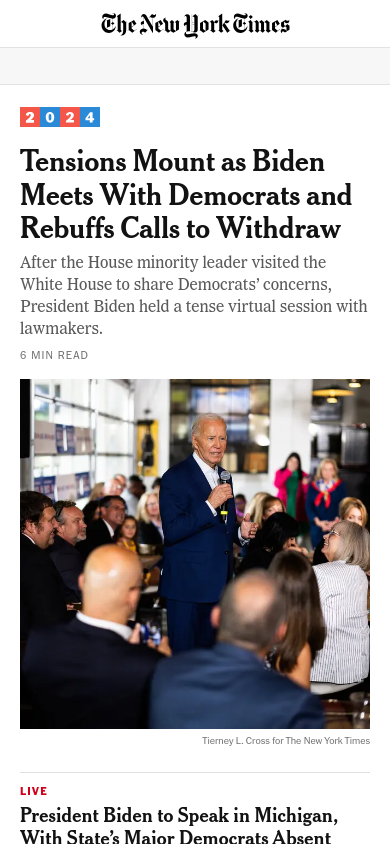 The New York Times
2024
Tensions Mount as Biden
Meets With Democrats and
Rebuffs Calls to Withdraw
After the House minority leader visited the
White House to share Democrats’ concerns,
President Biden held a tense virtual session with
lawmakers.
6 MIN READ
Tierney L. Cross for The New York Times
LIVE
President Biden to Speak in Michigan,
With State’s Major Democrats Absent